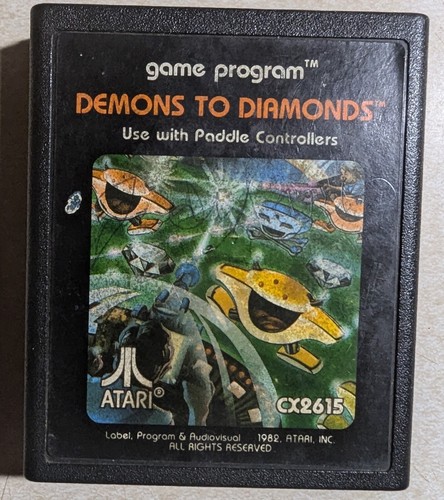 game program™
DEMONS TO DIAMONDS™
Use with Paddle Controllers
ATARI®
CX2615
Label, Program & Audiovisual 1982, ATARI, INC.
ALL RIGHTS RESERVED